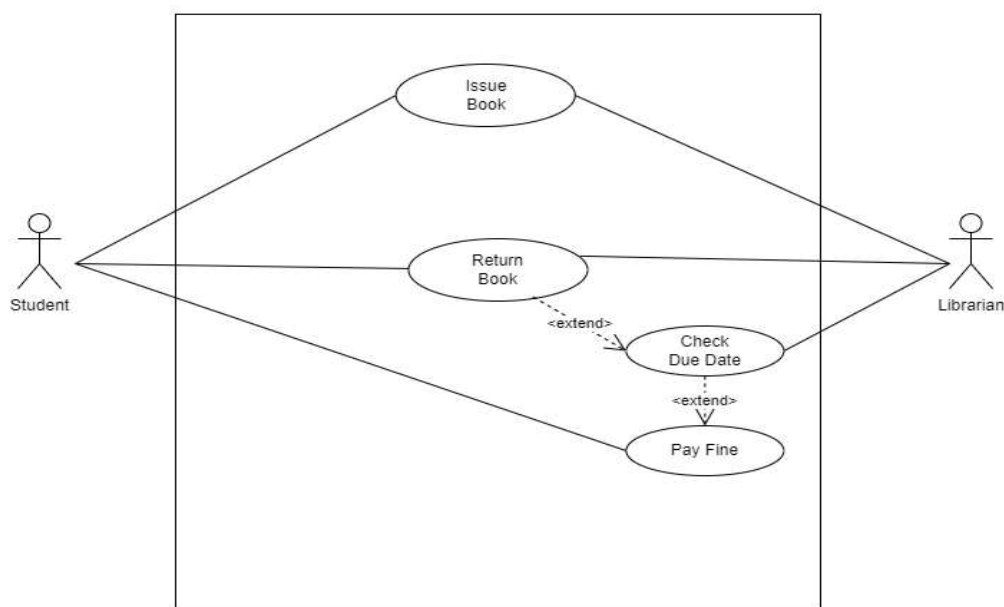 Issue
Book
Student
Return
Book
Librarian
<extend>
Check
Due Date
<extend>
Pay Fine